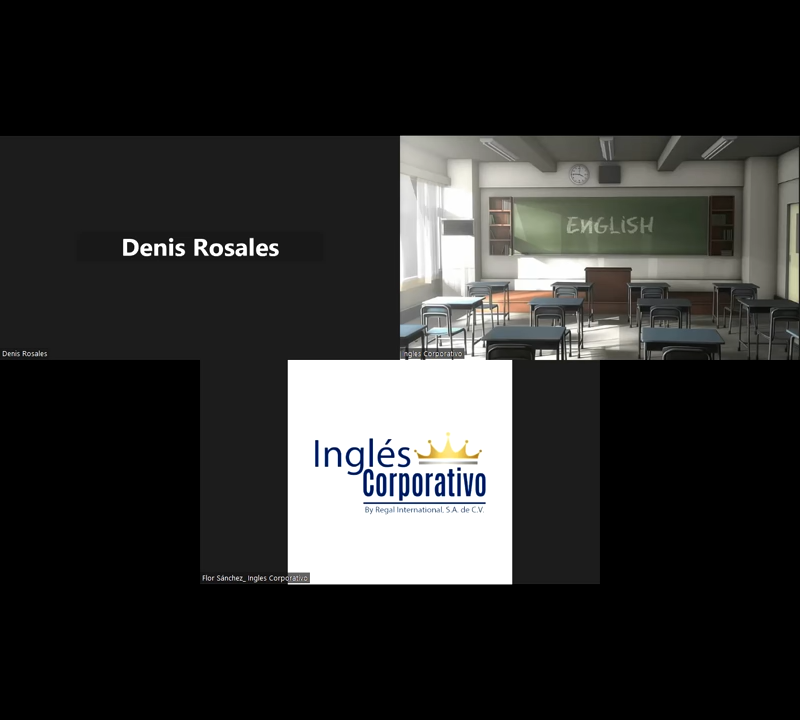 Denis Rosales
Denis Rosales
ENGLiSH
Ingles Corporativo
Inglés
Corporativo
By Regal International, S.A. de C.V.
Flor Sánchez_ Ingles Corporativo